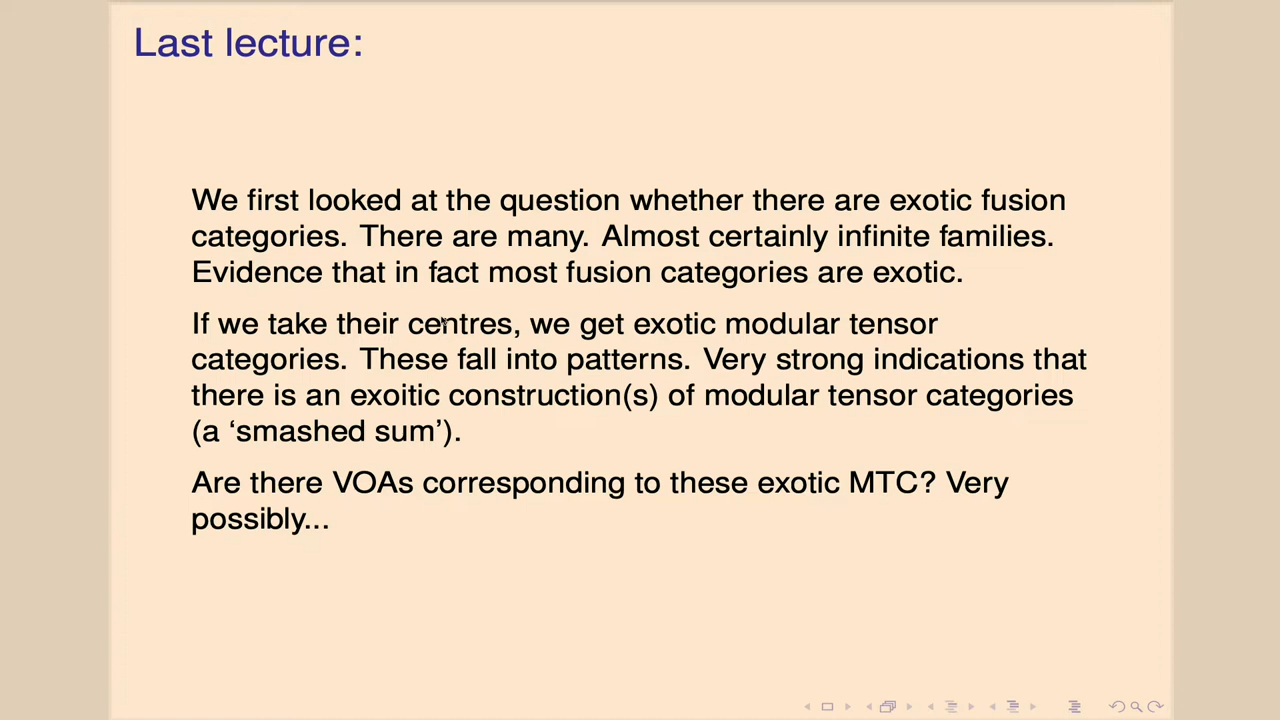 Last lecture:
We first looked at the question whether there are exotic fusion
categories. There are many. Almost certainly infinite families.
Evidence that in fact most fusion categories are exotic.
If we take their centres, we get exotic modular tensor
categories. These fall into patterns. Very strong indications that
there is an exoitic construction(s) of modular tensor categories
(a ‘smashed sum’).
Are there VOAs corresponding to these exotic MTC? Very
possibly...